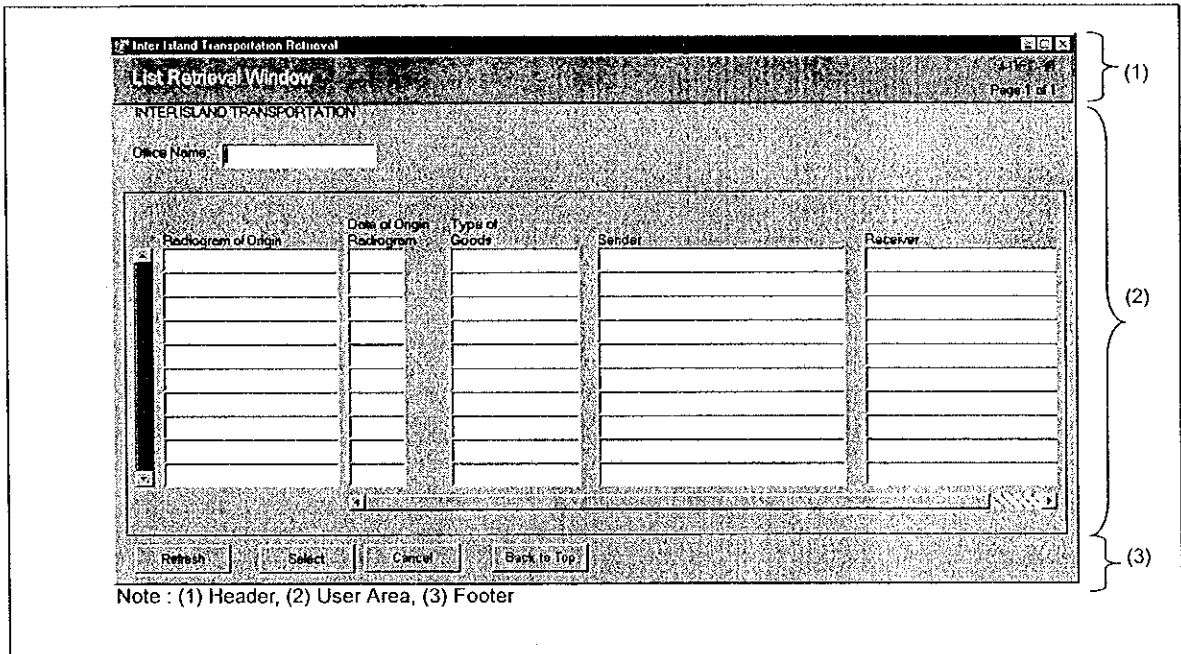 Inter Island Transportation Retrieval
List Retrieval Window
(1)
Page 1 of 1
INTER ISLAND TRANSPORTATION
Office Name:
Date of Origin Type of
Radiogram of Origin Radiogram Goods Sender Receiver
(2)
Refresh Select Cancel Back to Top
(3)
Note : (1) Header, (2) User Area, (3) Footer